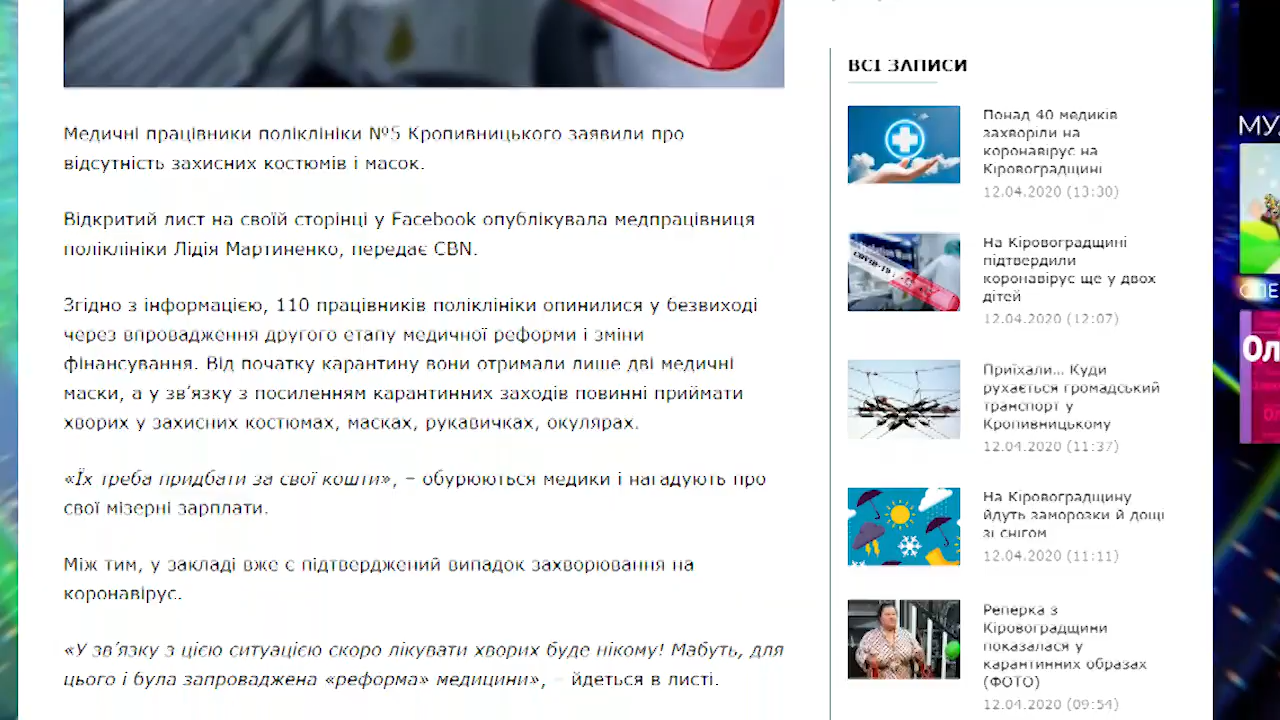 Медичні працівники поліклініки №5 Кропивницького заявили про
відсутність захисних костюмів і масок.
Відкритий лист на своїй сторінці у Facebook опублікувала медпрацівниця
поліклініки Лідія Мартиненко, передає CBN.
Згідно з інформацією, 110 працівників поліклініки опинилися у безвиході
через впровадження другого етапу медичної реформи і зміни
фінансування. Від початку карантину вони отримали лише дві медичні
маски, а у зв’язку з посиленням карантинних заходів повинні приймати
хворих у захисних костюмах, масках, рукавичках, окулярах.
«Їх треба придбати за свої кошти», – обурюються медики і нагадують про
свої мізерні зарплати.
Між тим, у закладі вже є підтверджений випадок захворювання на
коронавірус.
«У зв’язку з цією ситуацією скоро лікувати хворих буде нікому! Мабуть, для
цього і була запроваджена «реформа» медицини», – йдеться в листі.
ВСІ ЗАПИСИ
Понад 40 медиків
захворіли на
коронавірус на
Кіровоградщині
12.04.2020 (13:30)
COVID-19
На Кіровоградщині
підтвердили
коронавірус ще у двох
дітей
12.04.2020 (12:07)
Приїхали... Куди
рухається громадський
транспорт у
Кропивницькому
12.04.2020 (11:37)
На Кіровоградщину
йдуть заморозки й дощі
зі снігом
12.04.2020 (11:11)
Реперка з
Кіровоградщини
показалася у
карантинних образах
(ФОТО)
12.04.2020 (09:54)